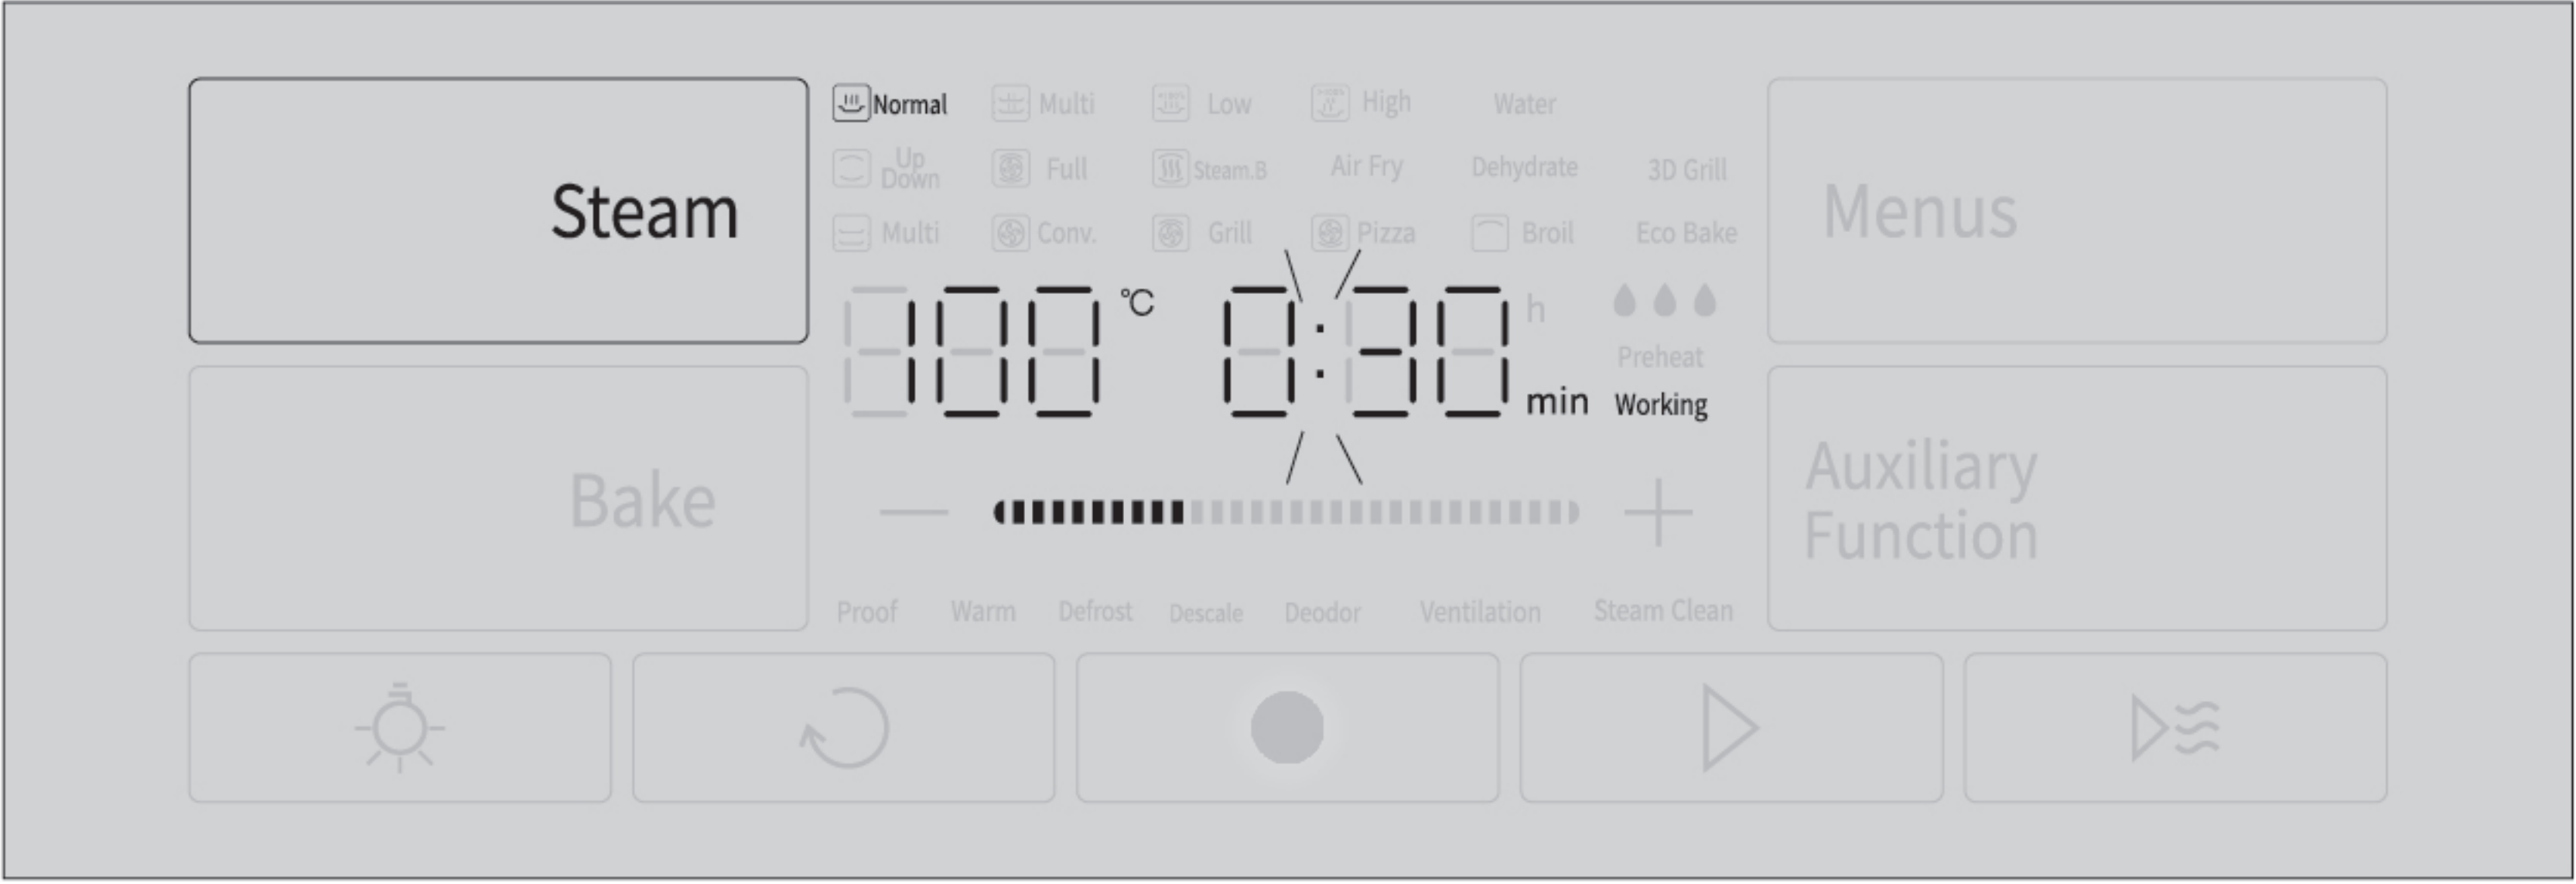 Normal Multi Low High Water
Up Down Full Steam.B Air Fry Dehydrate 3D Grill
Multi Conv. Grill Pizza Broil Eco Bake
Steam
Menus
100 °C 0:30 h min
Preheat
Working
Bake
Auxiliary
Function
Proof Warm Defrost Descale Deodor Ventilation Steam Clean